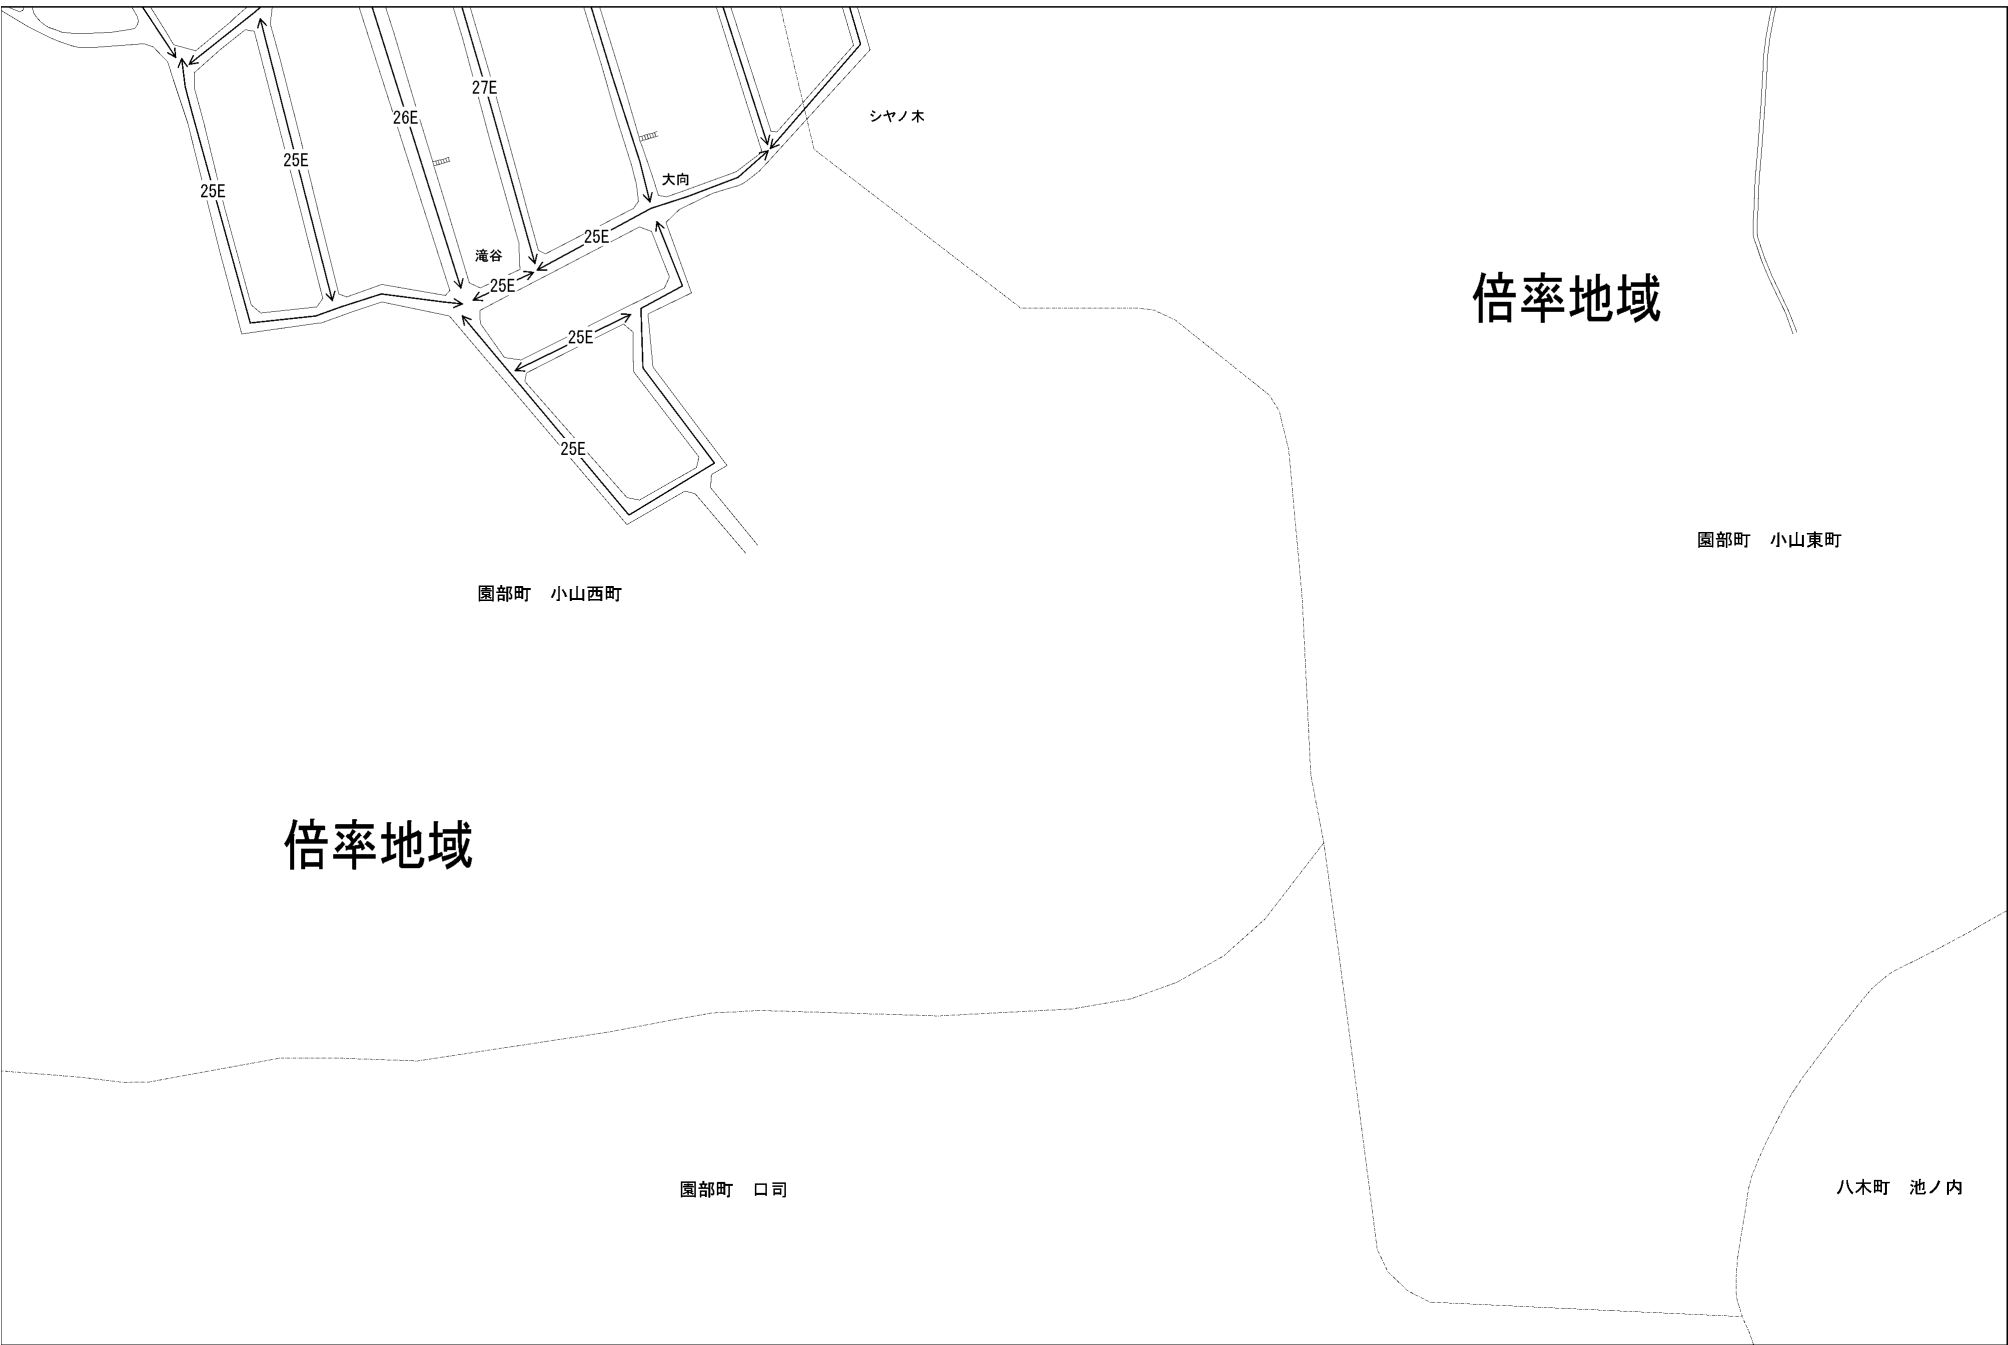 27E
26E
シヤノ木
25E
大向
25E
25E
滝谷
25E
倍率地域
25E
25E
園部町 小山東町
園部町 小山西町
倍率地域
園部町 口司
八木町 池ノ内